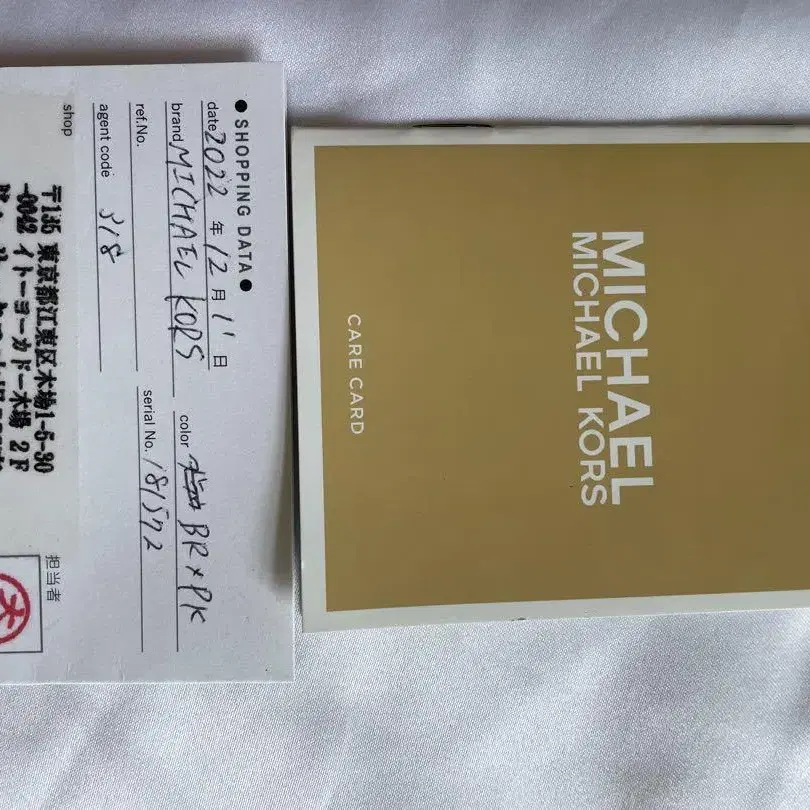 ● SHOPPING DATA ●
date 2022 年 12 月 1 日
brand MICHAEL KORS
color BR × PK
ref.No.
serial No. 181572
agent code 318
shop
〒135 東京都江東区木場1-5-30
-0042 イトーヨーカドー木場 2F
担当者
MICHAEL
MICHAEL KORS
CARE CARD